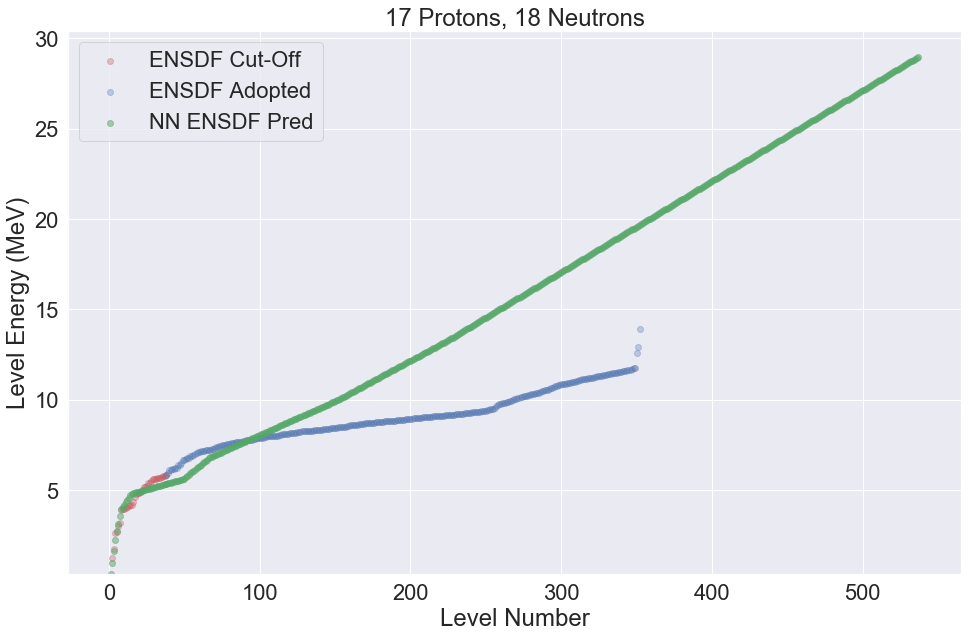 17 Protons, 18 Neutrons
ENSDF Cut-Off
ENSDF Adopted
NN ENSDF Pred
Level Energy (MeV)
30
25
20
15
10
5
0 100 200 300 400 500
Level Number